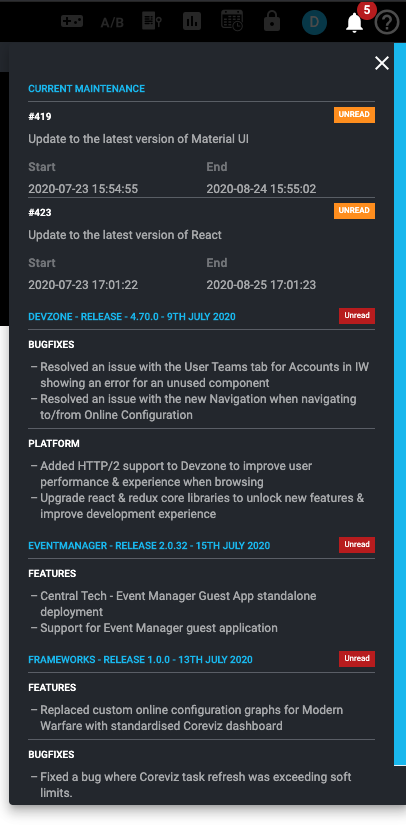 A/B
D
5
?
CURRENT MAINTENANCE
#419
UNREAD
Update to the latest version of Material UI
Start
End
2020-07-23 15:54:55
2020-08-24 15:55:02
#423
UNREAD
Update to the latest version of React
Start
End
2020-07-23 17:01:22
2020-08-25 17:01:23
DEVZONE - RELEASE - 4.70.0 - 9TH JULY 2020
Unread
BUGFIXES
– Resolved an issue with the User Teams tab for Accounts in IW
showing an error for an unused component
– Resolved an issue with the new Navigation when navigating
to/from Online Configuration
PLATFORM
– Added HTTP/2 support to Devzone to improve user
performance & experience when browsing
– Upgrade react & redux core libraries to unlock new features &
improve development experience
EVENTMANAGER - RELEASE 2.0.32 - 15TH JULY 2020
Unread
FEATURES
– Central Tech - Event Manager Guest App standalone
deployment
– Support for Event Manager guest application
FRAMEWORKS - RELEASE 1.0.0 - 13TH JULY 2020
Unread
FEATURES
– Replaced custom online configuration graphs for Modern
Warfare with standardised Coreviz dashboard
BUGFIXES
– Fixed a bug where Coreviz task refresh was exceeding soft
limits.